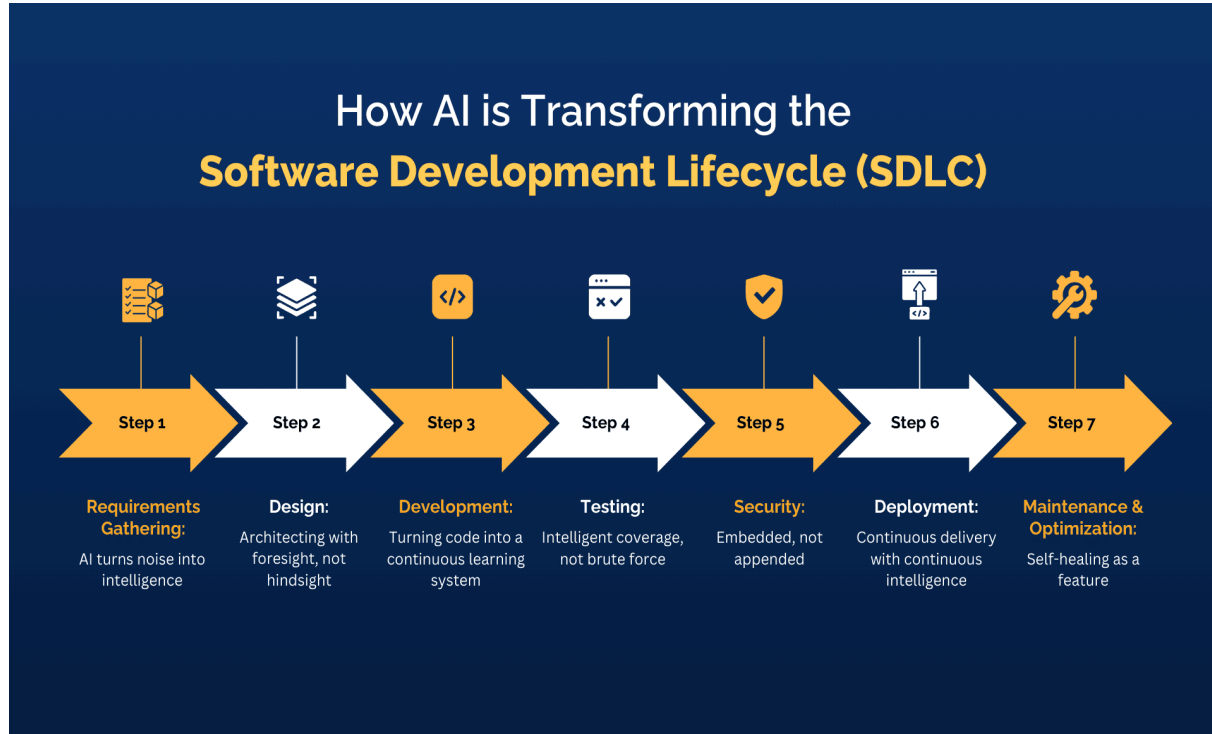 How AI is Transforming the
Software Development Lifecycle (SDLC)
Step 1
Step 2
Step 3
Step 4
Step 5
Step 6
Step 7
Requirements
Gathering:
AI turns noise into
intelligence
Design:
Architecting with
foresight, not
hindsight
Development:
Turning code into a
continuous learning
system
Testing:
Intelligent coverage,
not brute force
Security:
Embedded, not
appended
Deployment:
Continuous delivery
with continuous
intelligence
Maintenance &
Optimization:
Self-healing as a
feature